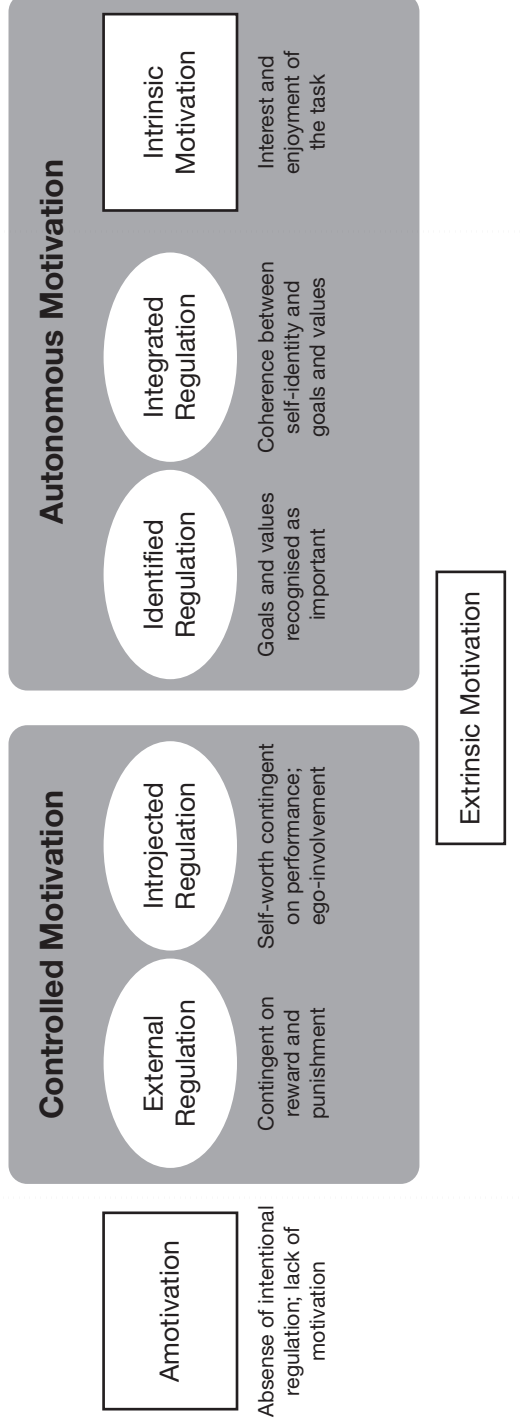 Controlled Motivation
Autonomous Motivation
Amotivation
External
Regulation
Introjected
Regulation
Identified
Regulation
Integrated
Regulation
Intrinsic
Motivation
Absense of intentional
regulation; lack of
motivation
Contingent on
reward and
punishment
Self-worth contingent
on performance;
ego-involvement
Goals and values
recognised as
important
Coherence between
self-identity and
goals and values
Interest and
enjoyment of
the task
Extrinsic Motivation